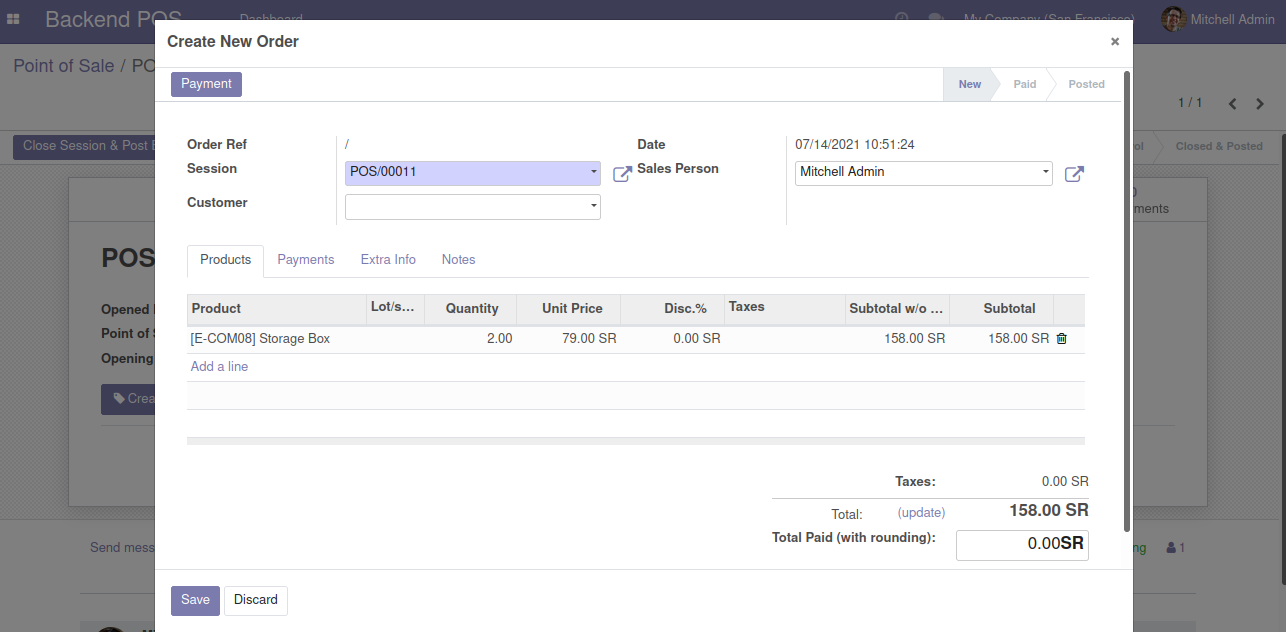 Backend POS Dashboard My Company (San Francisco) Mitchell Admin
Create New Order ×
Point of Sale / PO
Payment New Paid Posted
1 / 1
Close Session & Post Closed & Posted
Order Ref / Date 07/14/2021 10:51:24
Session POS/00011 Sales Person Mitchell Admin
Customer
ments
POS
Products Payments Extra Info Notes
Opened
Product Lot/s... Quantity Unit Price Disc.% Taxes Subtotal w/o ... Subtotal
Point of
[E-COM08] Storage Box 2.00 79.00 SR 0.00 SR 158.00 SR 158.00 SR
Opening
Add a line
Crea
Taxes: 0.00 SR
Total: (update) 158.00 SR
Total Paid (with rounding): 0.00SR
Send mess ng 1
Save Discard